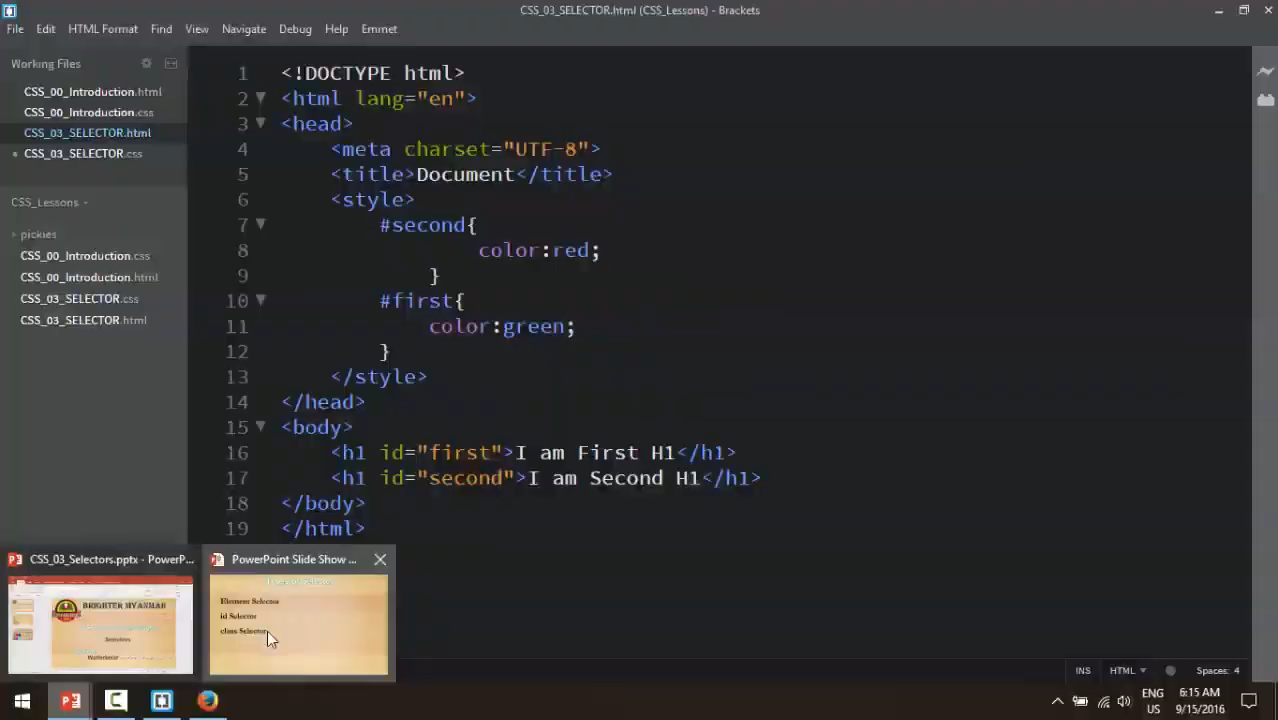 CSS_03_SELECTOR.html (CSS_Lessons) - Brackets
File Edit HTML Format Find View Navigate Debug Help Emmet
Working Files
CSS_00_Introduction.html
CSS_00_Introduction.css
CSS_03_SELECTOR.html
CSS_03_SELECTOR.css
CSS_Lessons
pickies
CSS_00_Introduction.css
CSS_00_Introduction.html
CSS_03_SELECTOR.css
CSS_03_SELECTOR.html
1 <!DOCTYPE html>
2 <html lang="en">
3 <head>
4 <meta charset="UTF-8">
5 <title>Document</title>
6 <style>
7 #second{
8 color:red;
9 }
10 #first{
11 color:green;
12 }
13 </style>
14 </head>
15 <body>
16 <h1 id="first">I am First H1</h1>
17 <h1 id="second">I am Second H1</h1>
18 </body>
19 </html>
CSS_03_Selectors.pptx - PowerP...
PowerPoint Slide Show ...
BRIGHTER MYANMAR
Element Selector
id Selector
class Selector
INS HTML Spaces: 4
ENG
US
6:15 AM
9/15/2016